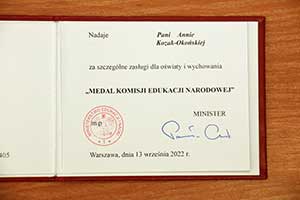 Nadaje Pani Annie
Kozak-Okońskiej
za szczególne zasługi dla oświaty i wychowania
„MEDAL KOMISJI EDUKACJI NARODOWEJ”
MINISTER
mp
Warszawa, dnia 13 września 2022 r.